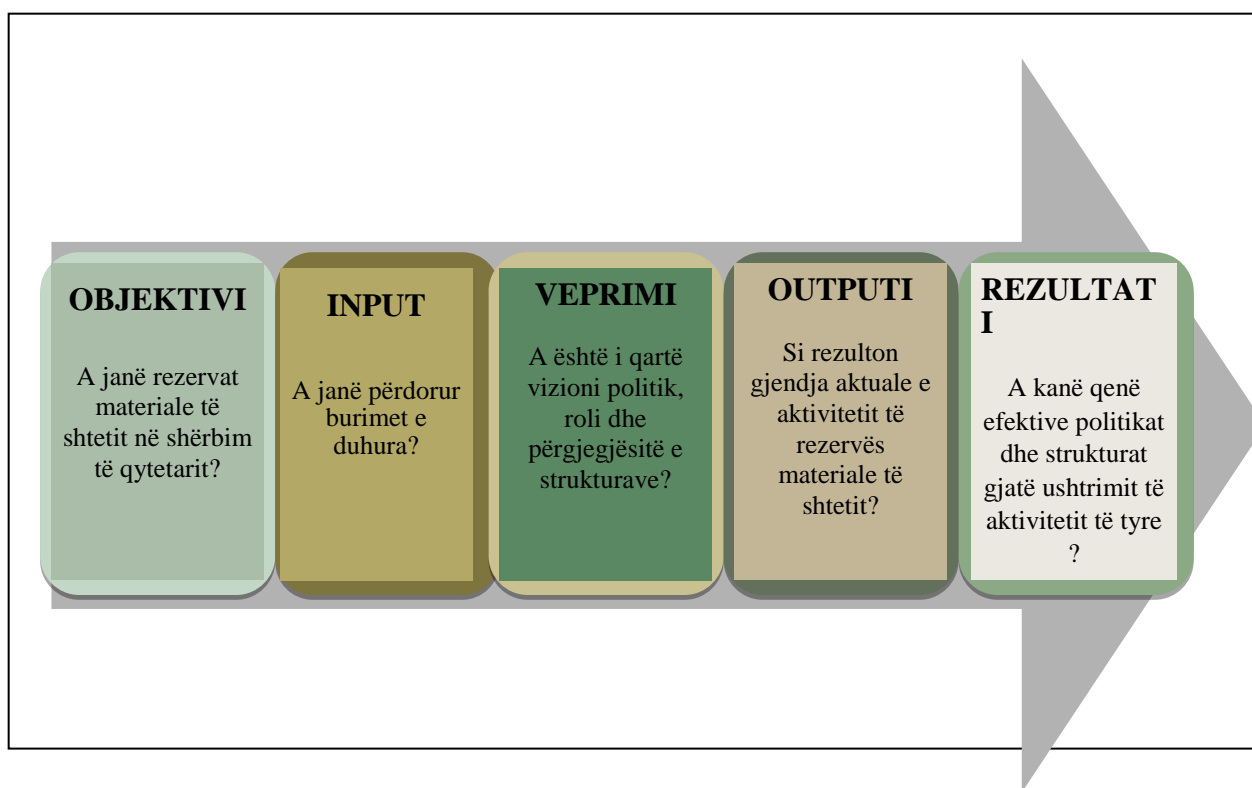 OBJEKTIVI
A janë rezervat
materiale të
shtetit në shërbim
të qytetarit?
INPUT
A janë përdorur
burimet e
duhura?
VEPRIMI
A është i qartë
vizioni politik,
roli dhe
përgjegjësitë e
strukturave?
OUTPUTI
Si rezulton
gjendja aktuale e
aktivitetit të
rezervës
materiale të
shtetit?
REZULTAT
I
A kanë qenë
efektive politikat
dhe strukturat
gjatë ushtrimit të
aktivitetit të tyre
?